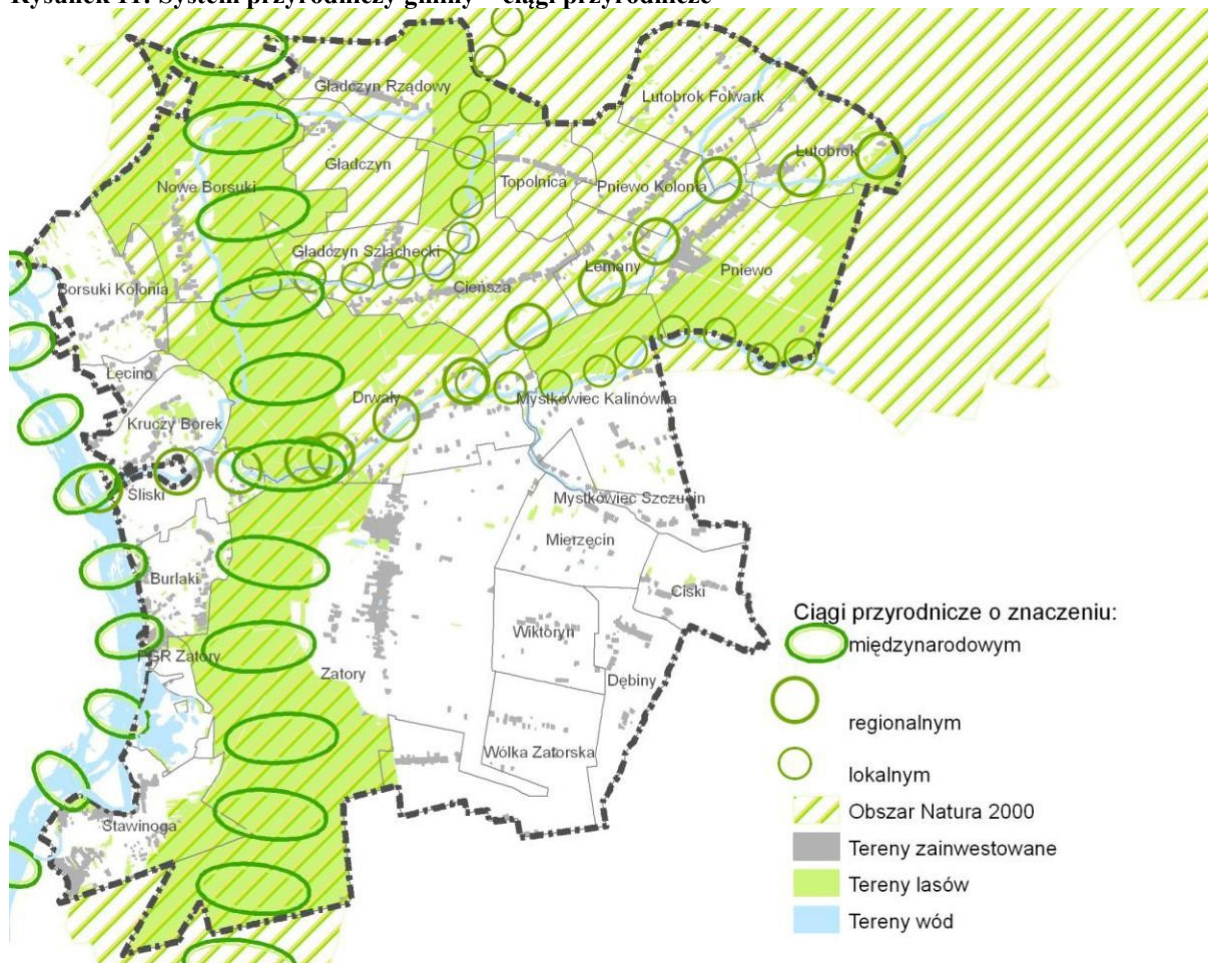 Rysunek 11: System przyrodniczy gminy – ciągi przyrodnicze
Gładczyn Rządowy
Lutobrok Folwark
Lutobrok
Gładczyn
Topolnica
Pniewo Kolonia
Nowe Borsuki
Gładczyn Szlachecki
Lemany
Pniewo
Cieńsza
Borsuki Kolonia
Łęcino
Drwały
Mystkówiec Kalinówka
Kruczy Borek
Śliski
Mystkówiec Szczucin
Mierzęcin
Burlaki
Ciski
Wiktoryn
PGR Zatory
Zatory
Dębiny
Wólka Zatorska
Stawinoga
Ciągi przyrodnicze o znaczeniu:
międzynarodowym
regionalnym
lokalnym
Obszar Natura 2000
Tereny zainwestowane
Tereny lasów
Tereny wód